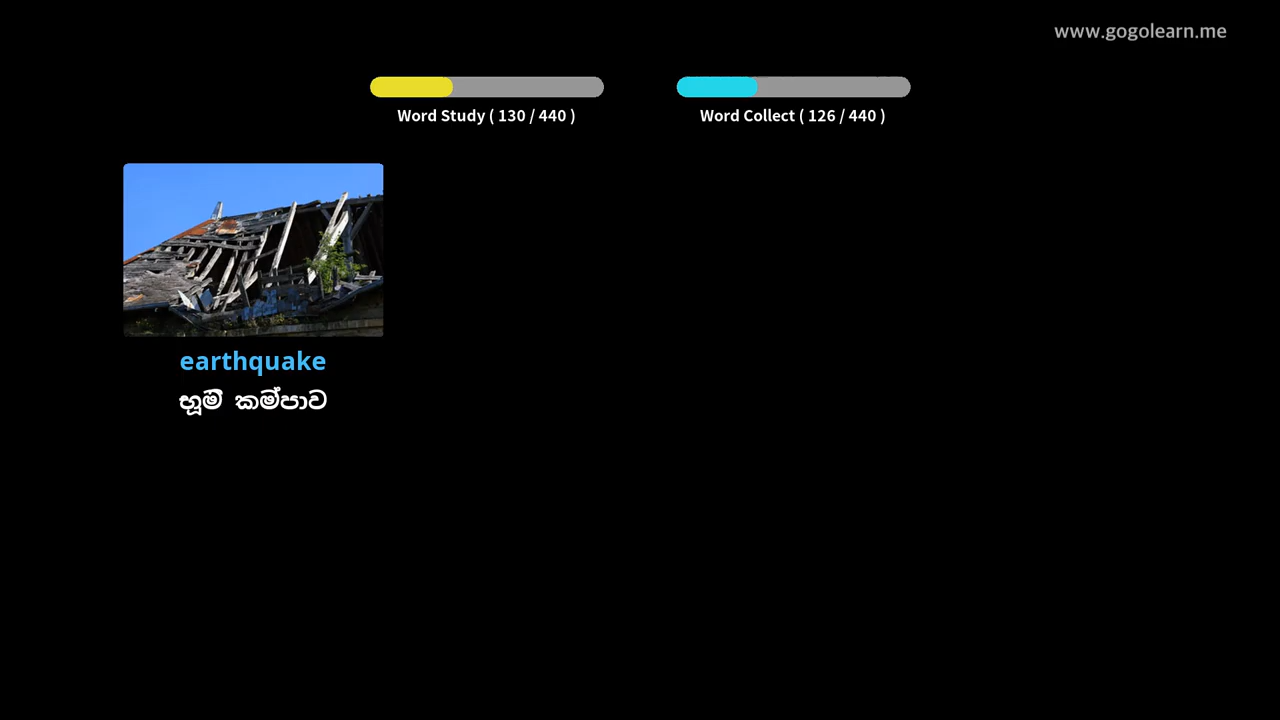 www.gogolearn.me
Word Study ( 130 / 440 )
Word Collect ( 126 / 440 )
earthquake
භූමි කම්පාව